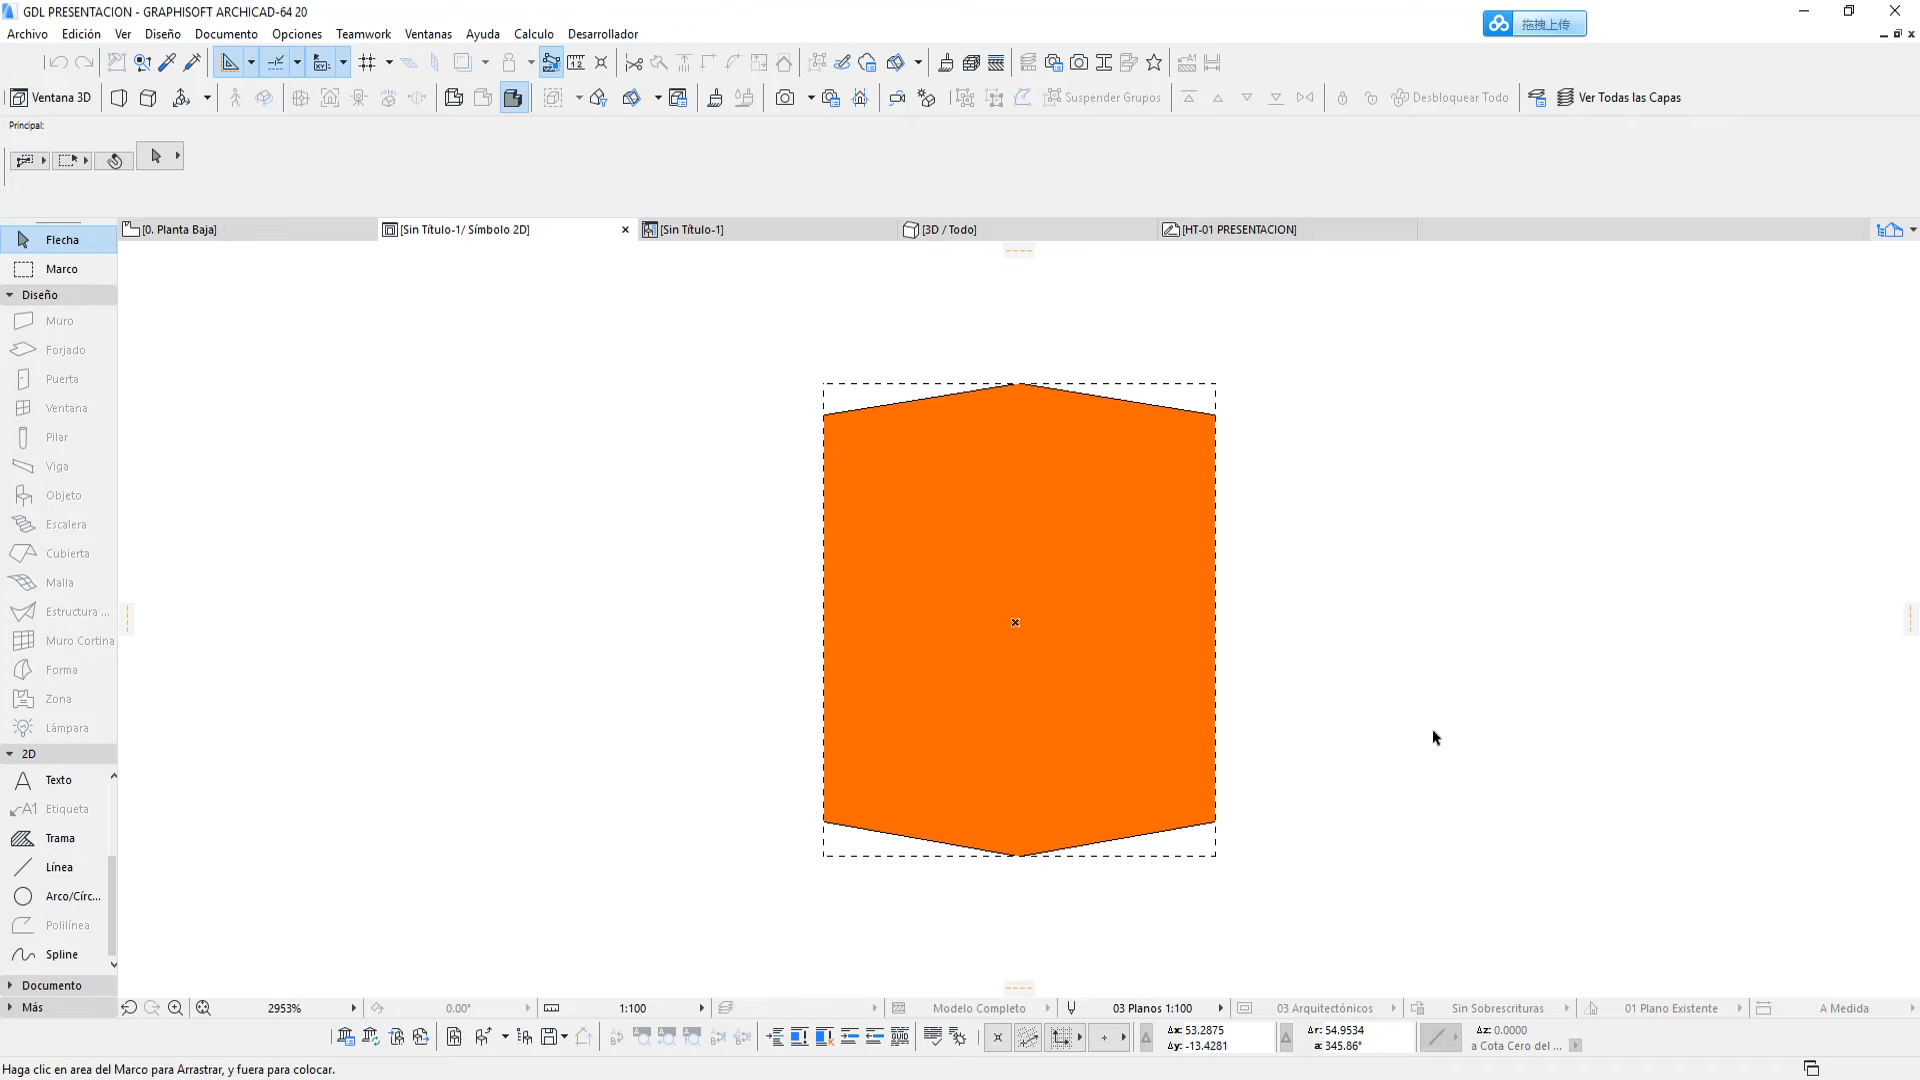 GDL PRESENTACION - GRAPHISOFT ARCHICAD-64 20
拖拽上传
Archivo Edición Ver Diseño Documento Opciones Teamwork Ventanas Ayuda Calculo Desarrollador
Ventana 3D
Suspender Grupos
Desbloquear Todo
Ver Todas las Capas
Principal:
[0. Planta Baja]
[Sin Título-1/ Símbolo 2D]
[Sin Título-1]
[3D / Todo]
[HT-01 PRESENTACION]
Flecha
Marco
Diseño
Muro
Forjado
Puerta
Ventana
Pilar
Viga
Objeto
Escalera
Cubierta
Malla
Estructura ...
Muro Cortina
Forma
Zona
Lámpara
2D
Texto
Etiqueta
Trama
Línea
Arco/Círc...
Polilínea
Spline
Documento
Más
2953%
0.00°
1:100
Modelo Completo
03 Planos 1:100
03 Arquitectónicos
Sin Sobrescrituras
01 Plano Existente
A Medida
Δx: 53.2875
Δy: -13.4281
Δr: 54.9534
a: 345.86°
Δz: 0.0000
a Cota Cero del ...
Haga clic en area del Marco para Arrastrar, y fuera para colocar.